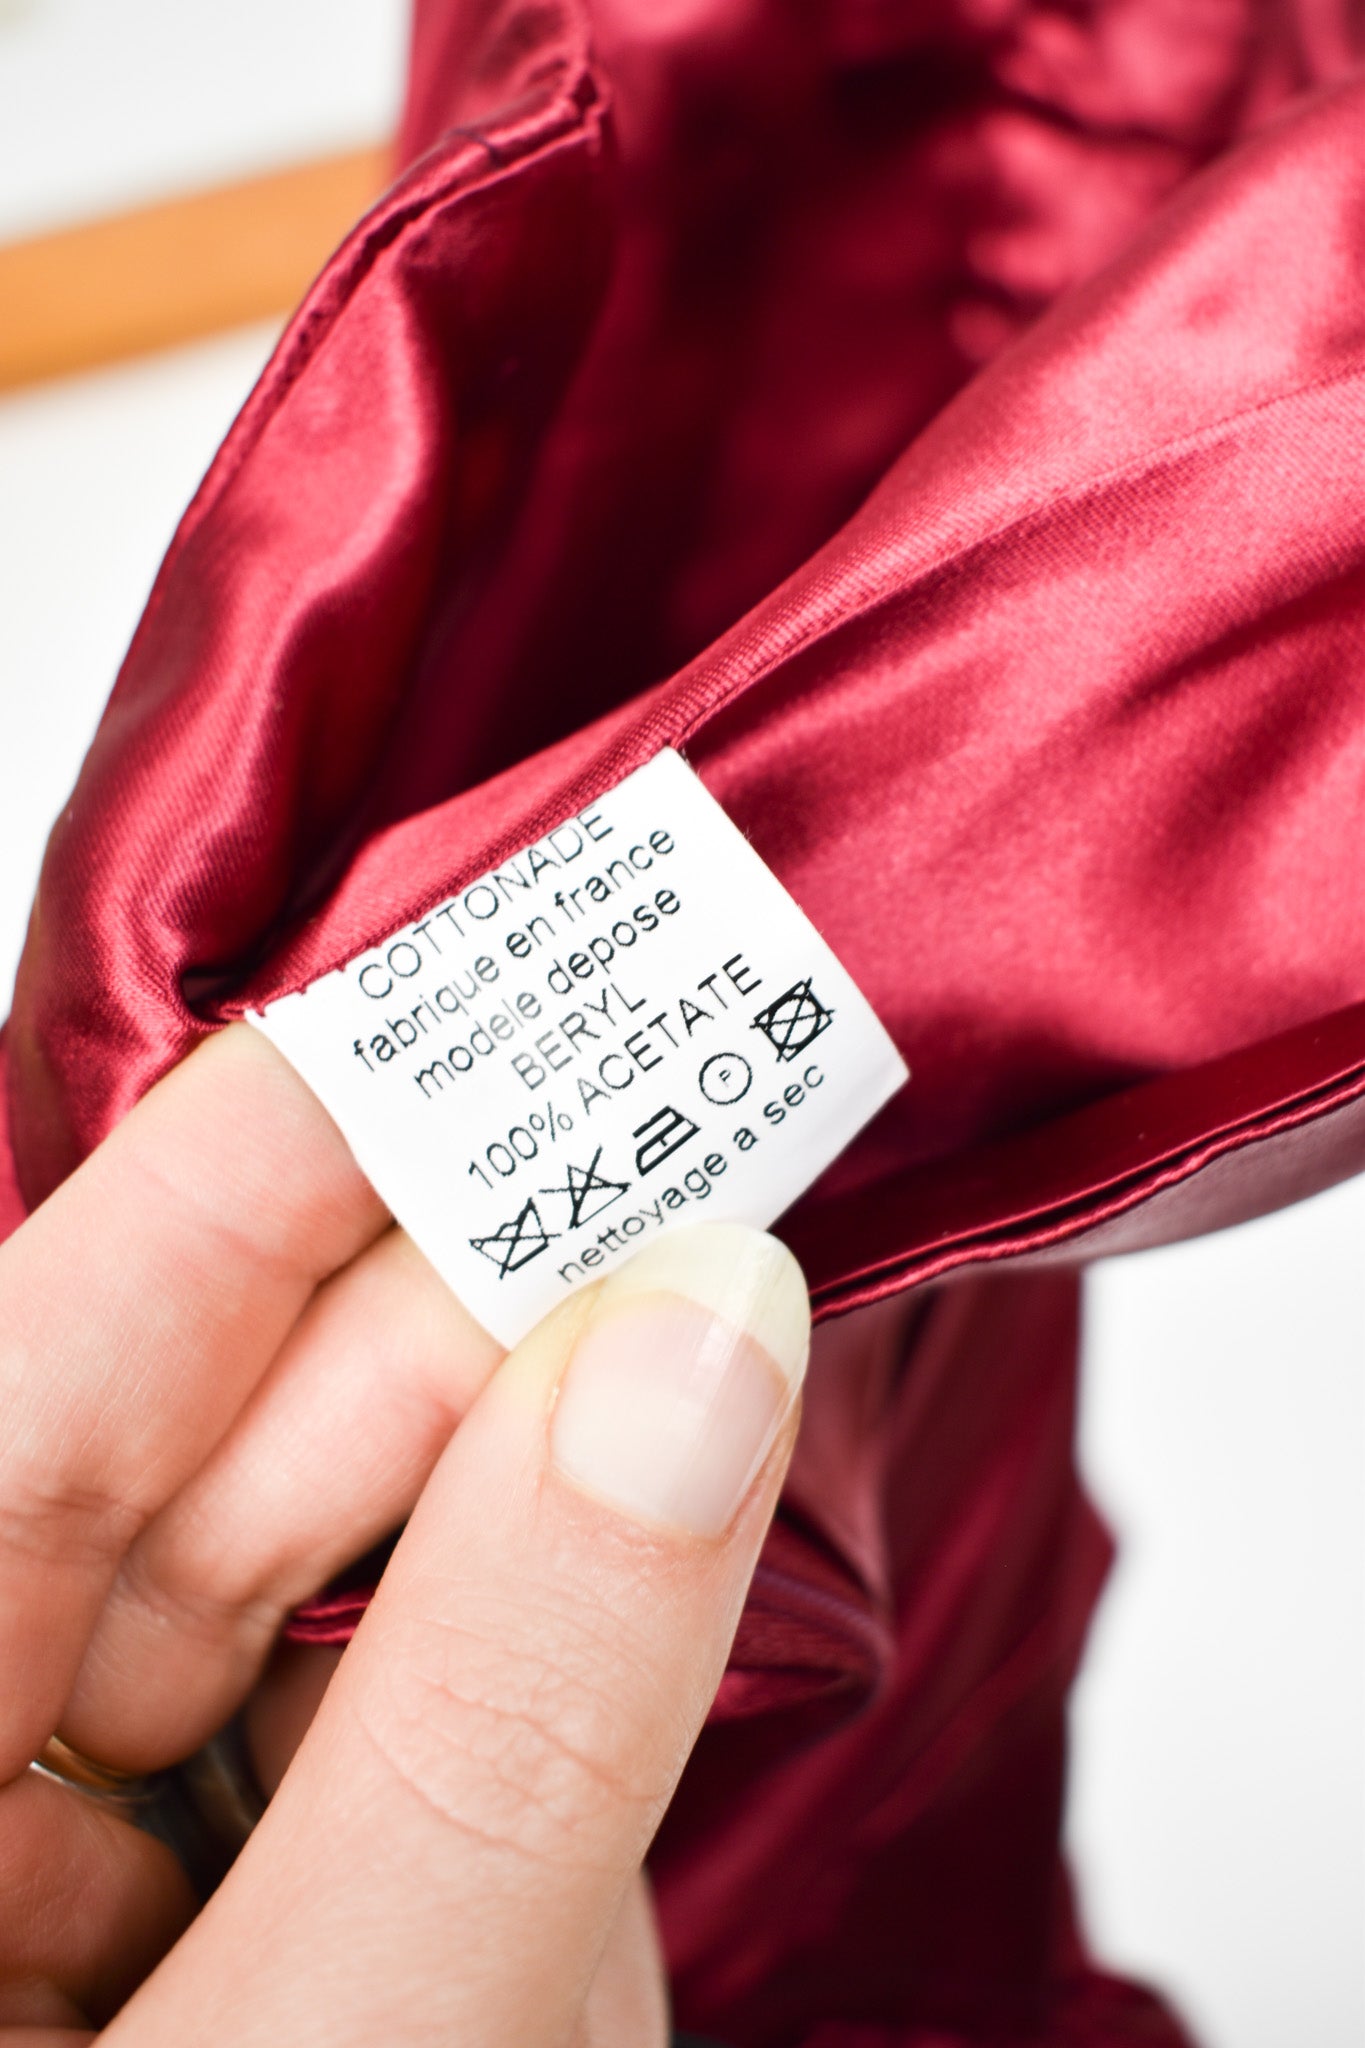 COTTONADE
fabrique en france
modele depose
BERYL
100% ACETATE
P
nettoyage a sec